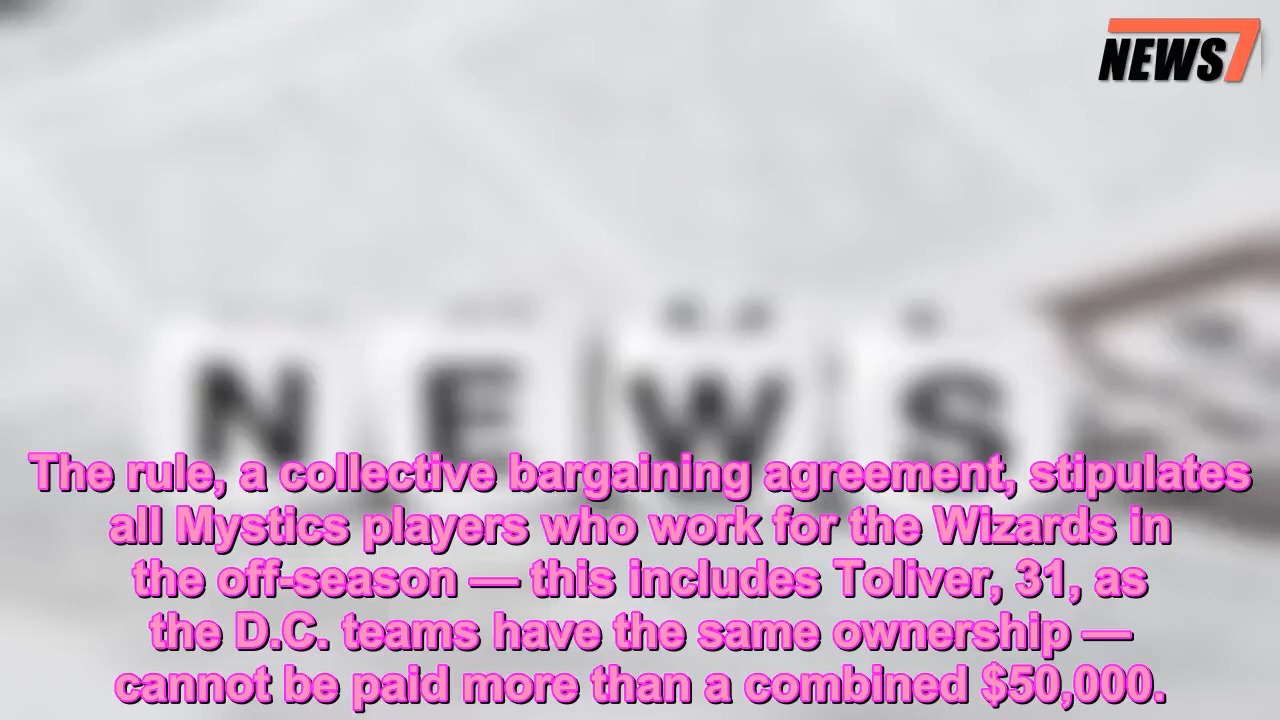 NEWS7
NEWS
The rule, a collective bargaining agreement, stipulates
all Mystics players who work for the Wizards in
the off-season — this includes Toliver, 31, as
the D.C. teams have the same ownership —
cannot be paid more than a combined $50,000.